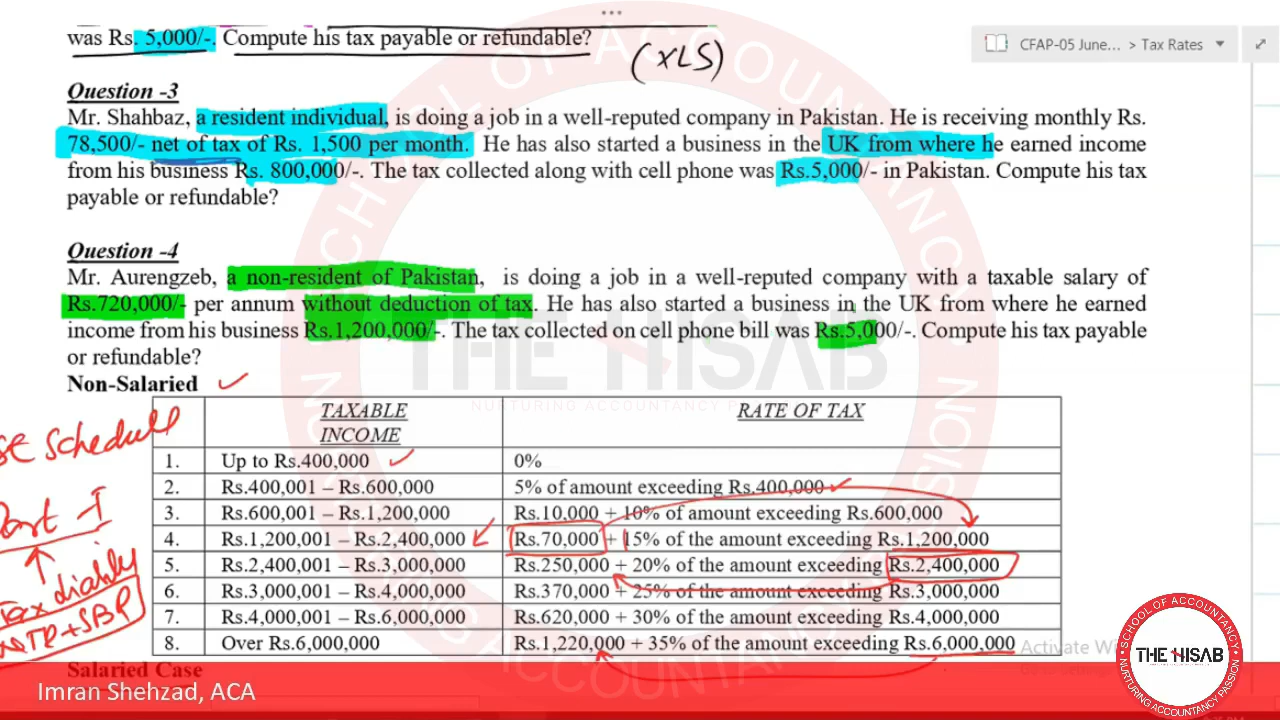 was Rs. 5,000/-. Compute his tax payable or refundable?
(XLS)
CFAP-05 June... > Tax Rates
Question -3
Mr. Shahbaz, a resident individual, is doing a job in a well-reputed company in Pakistan. He is receiving monthly Rs.
78,500/- net of tax of Rs. 1,500 per month. He has also started a business in the UK from where he earned income
from his business Rs. 800,000/-. The tax collected along with cell phone was Rs.5,000/- in Pakistan. Compute his tax
payable or refundable?
Question -4
Mr. Aurengzeb, a non-resident of Pakistan, is doing a job in a well-reputed company with a taxable salary of
Rs.720,000/- per annum without deduction of tax. He has also started a business in the UK from where he earned
income from his business Rs.1,200,000/-. The tax collected on cell phone bill was Rs.5,000/-. Compute his tax payable
or refundable?
Non-Salaried
TAXABLE INCOME RATE OF TAX
1. Up to Rs.400,000 0%
2. Rs.400,001 – Rs.600,000 5% of amount exceeding Rs.400,000
3. Rs.600,001 – Rs.1,200,000 Rs.10,000 + 10% of amount exceeding Rs.600,000
4. Rs.1,200,001 – Rs.2,400,000 Rs.70,000 + 15% of the amount exceeding Rs.1,200,000
5. Rs.2,400,001 – Rs.3,000,000 Rs.250,000 + 20% of the amount exceeding Rs.2,400,000
6. Rs.3,000,001 – Rs.4,000,000 Rs.370,000 + 25% of the amount exceeding Rs.3,000,000
7. Rs.4,000,001 – Rs.6,000,000 Rs.620,000 + 30% of the amount exceeding Rs.4,000,000
8. Over Rs.6,000,000 Rs.1,220,000 + 35% of the amount exceeding Rs.6,000,000
Schedule
Part - I
Salaried Case
THE HISAB
NURTURING ACCOUNTANCY PASSION
Activate Wi
SCHOOL OF ACCOUNTANCY
THE HISAB
NURTURING ACCOUNTANCY PASSION
Imran Shehzad, ACA